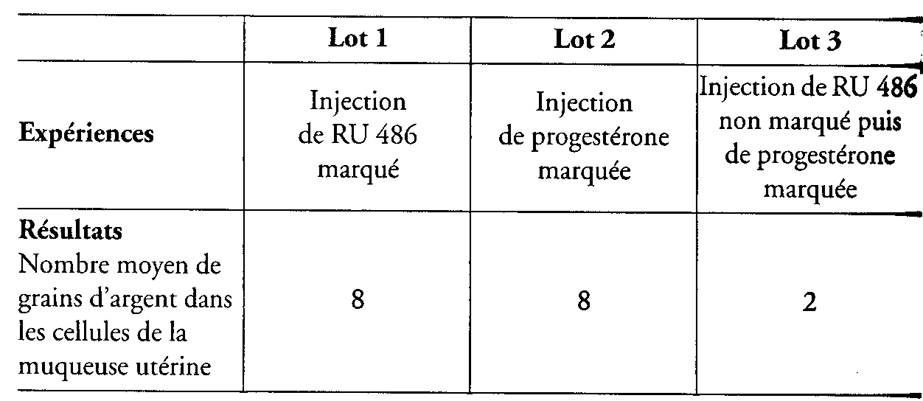 Lot 1 Lot 2 Lot 3
Expériences
Injection
de RU 486
marqué
Injection
de progestérone
marquée
Injection de RU 486
non marqué puis
de progestérone
marquée
Résultats
Nombre moyen de
grains d'argent dans
les cellules de la
muqueuse utérine
8 8 2